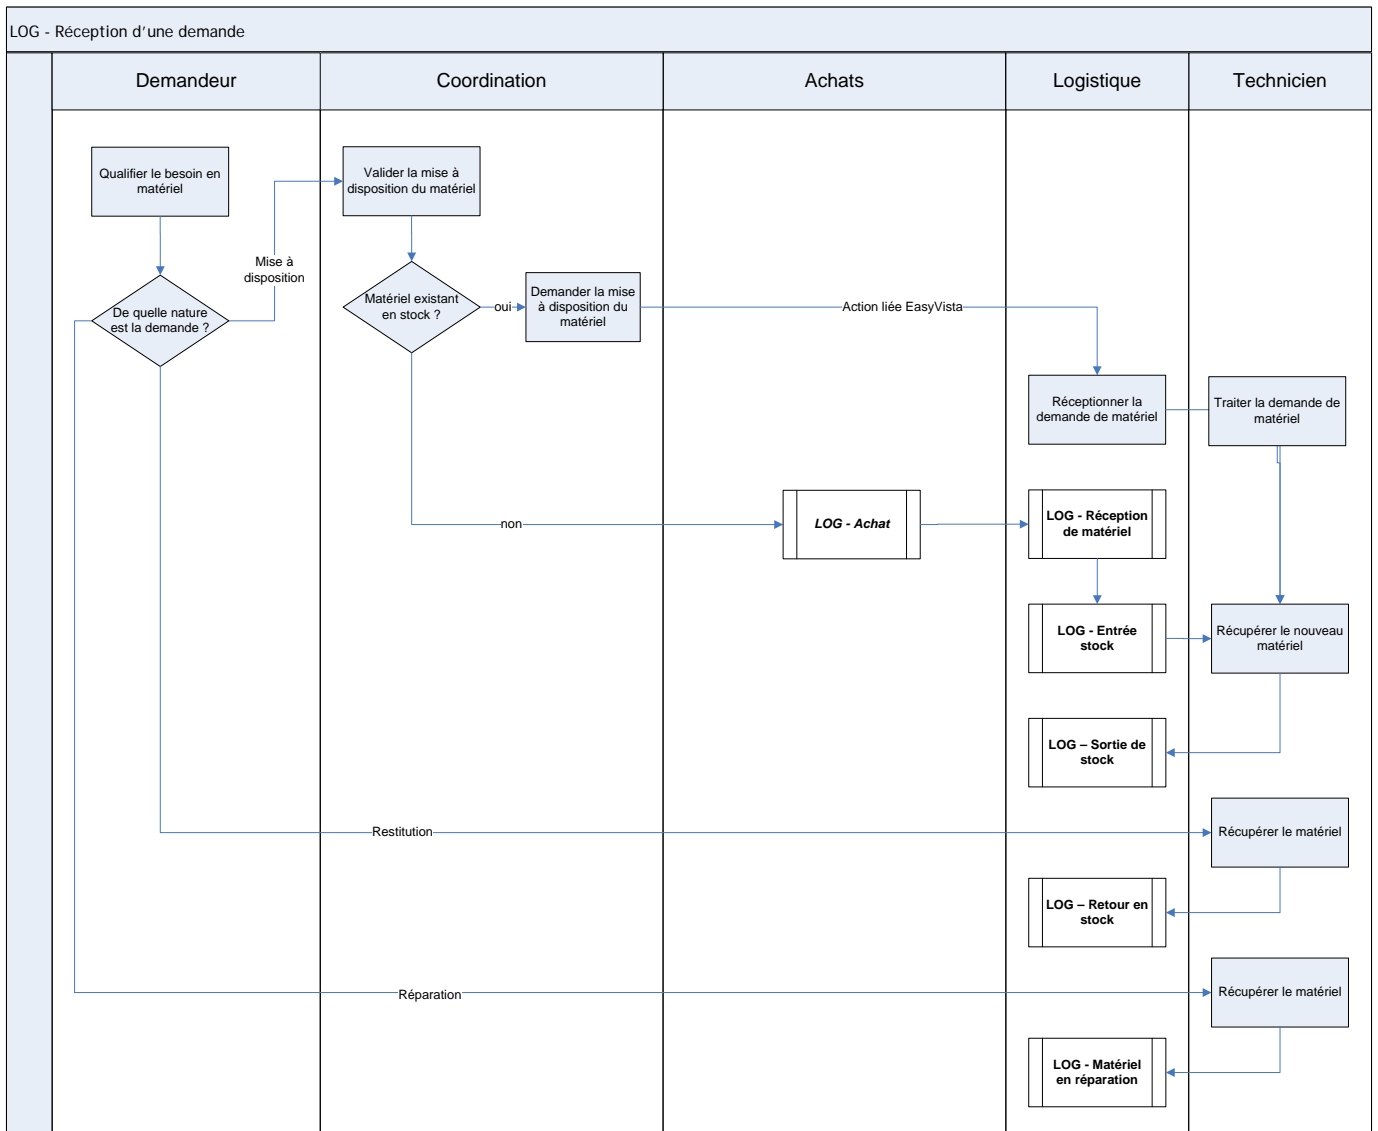 LOG - Réception d’une demande
Demandeur
Coordination
Achats
Logistique
Technicien
Qualifier le besoin en
matériel
Valider la mise à
disposition du matériel
Mise à
disposition
De quelle nature
est la demande ?
Matériel existant
en stock ?
oui
Demander la mise
à disposition du
matériel
Action liée EasyVista
Réceptionner la
demande de matériel
Traiter la demande de
matériel
non
LOG - Achat
LOG - Réception
de matériel
LOG - Entrée
stock
Récupérer le nouveau
matériel
LOG – Sortie de
stock
Restitution
Récupérer le matériel
LOG – Retour en
stock
Réparation
Récupérer le matériel
LOG - Matériel
en réparation